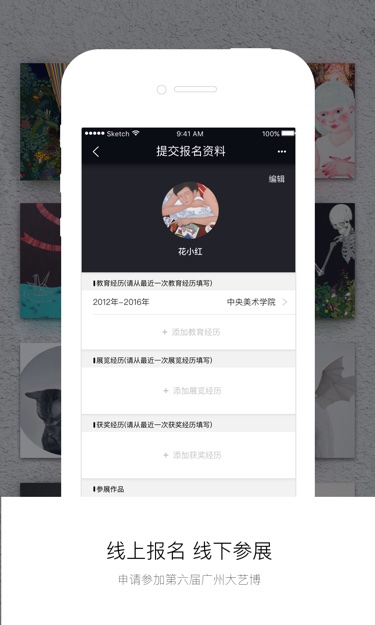 Sketch 9:41 AM 100%
提交报名资料
编辑
花小红
教育经历(请从最近一次教育经历填写)
2012年-2016年 中央美术学院
+ 添加教育经历
展览经历(请从最近一次展览经历填写)
+ 添加展览经历
获奖经历(请从最近一次获奖经历填写)
+ 添加获奖经历
参展作品
线上报名 线下参展
申请参加第六届广州大艺博